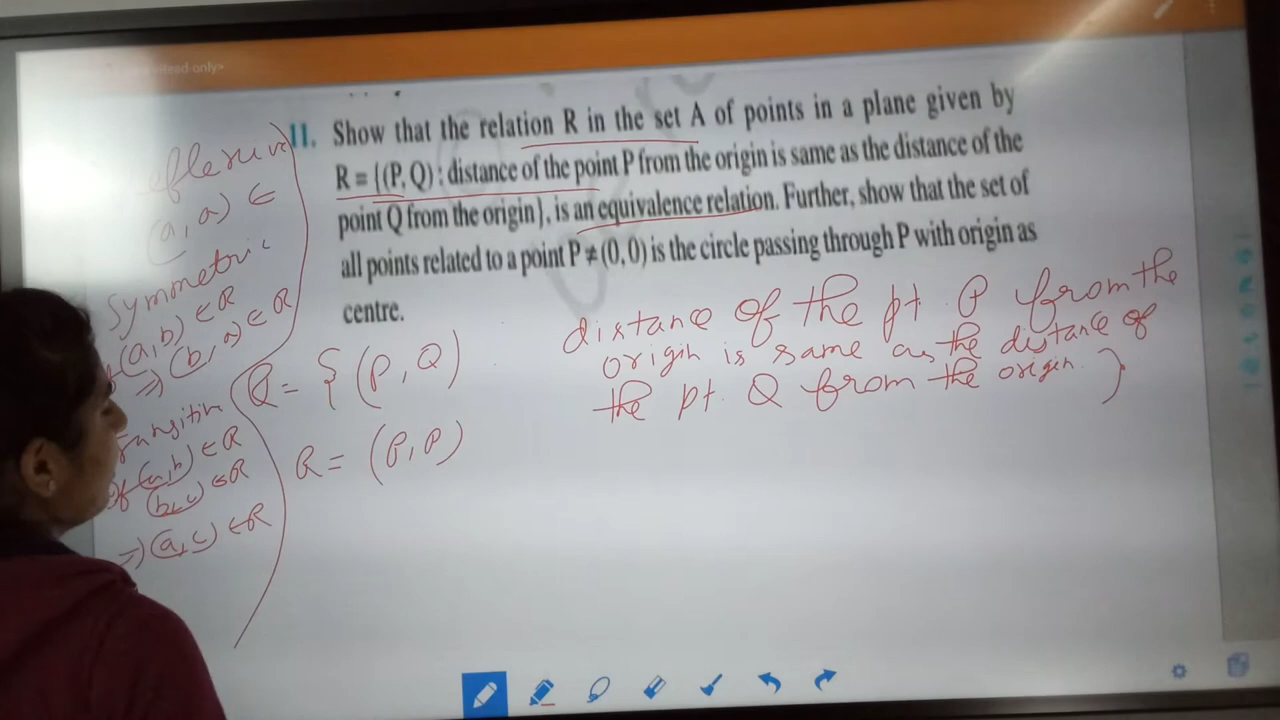 11. Show that the relation R in the set A of points in a plane given by
R = {(P, Q) : distance of the point P from the origin is same as the distance of the
point Q from the origin}, is an equivalence relation. Further, show that the set of
all points related to a point P ≠ (0, 0) is the circle passing through P with origin as
centre.
(a, a) ∈
Symmetric
(a, b) ∈ R
⇒ (b, a) ∈ R
If (a, b) ∈ R
(b, c) ∈ R
⇒ (a, c) ∈ R
R = { (P, Q)
distance of the pt. P from the
origin is same as the distance of
the pt. Q from the origin. }
R = (P, P)